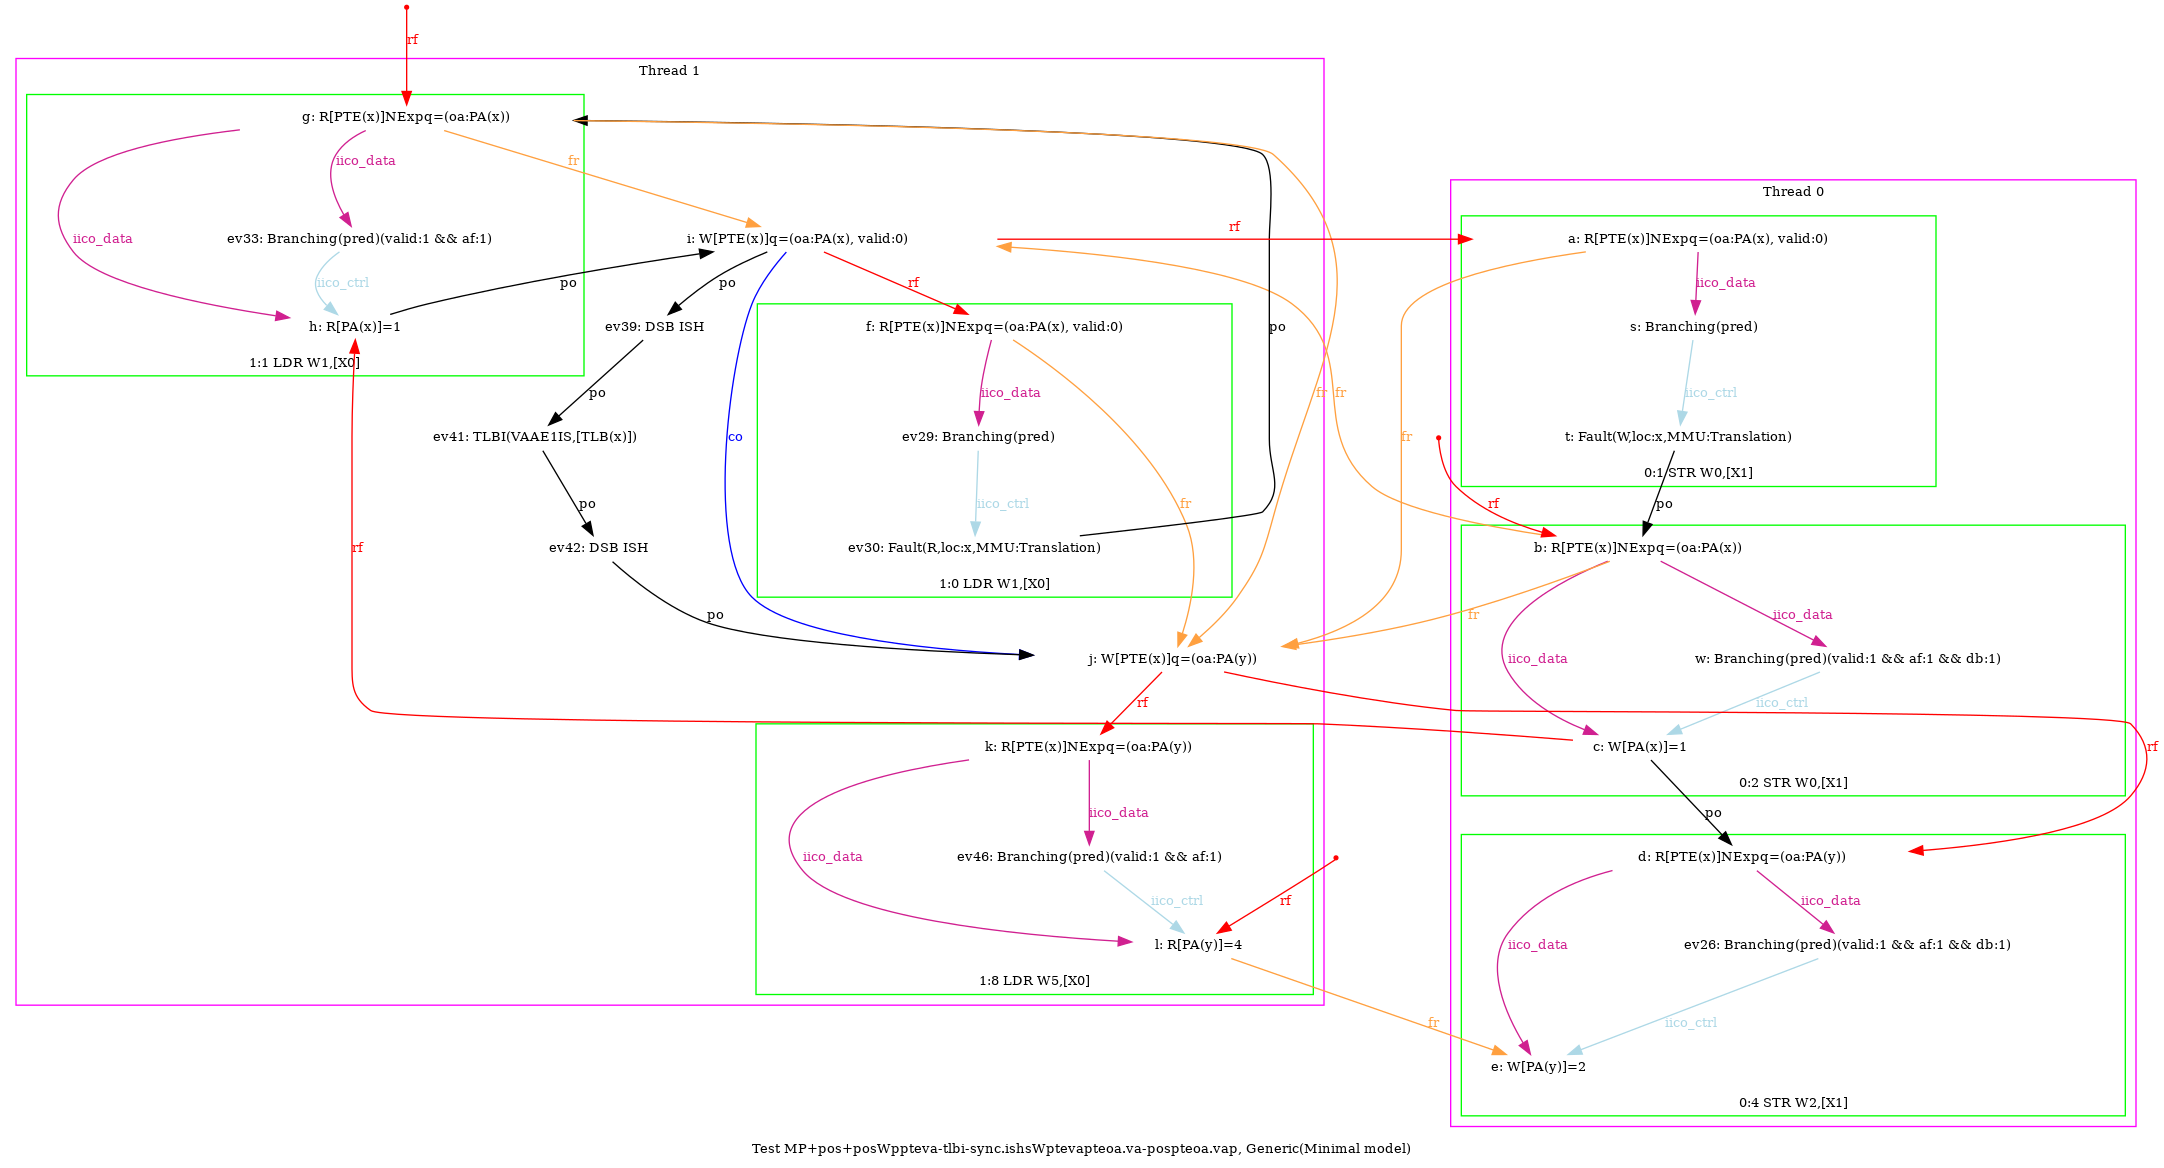 rf
Thread 1
g: R[PTE(x)]NExpq=(oa:PA(x))
iico_data
fr
Thread 0
iico_data
ev33: Branching(pred)(valid:1 && af:1)
i: W[PTE(x)]q=(oa:PA(x), valid:0)
rf
a: R[PTE(x)]NExpq=(oa:PA(x), valid:0)
iico_ctrl
po
po
rf
iico_data
h: R[PA(x)]=1
ev39: DSB ISH
f: R[PTE(x)]NExpq=(oa:PA(x), valid:0)
po
s: Branching(pred)
1:1 LDR W1,[X0]
po
iico_data
fr
fr
iico_ctrl
ev41: TLBI(VAAE1IS,[TLB(x)])
co
ev29: Branching(pred)
fr
t: Fault(W,loc:x,MMU:Translation)
0:1 STR W0,[X1]
po
iico_ctrl
fr
rf
po
rf
ev42: DSB ISH
ev30: Fault(R,loc:x,MMU:Translation)
b: R[PTE(x)]NExpq=(oa:PA(x))
1:0 LDR W1,[X0]
po
fr
iico_data
j: W[PTE(x)]q=(oa:PA(y))
iico_data
w: Branching(pred)(valid:1 && af:1 && db:1)
rf
iico_ctrl
k: R[PTE(x)]NExpq=(oa:PA(y))
c: W[PA(x)]=1
rf
0:2 STR W0,[X1]
iico_data
po
iico_data
ev46: Branching(pred)(valid:1 && af:1)
d: R[PTE(x)]NExpq=(oa:PA(y))
iico_ctrl
rf
iico_data
l: R[PA(y)]=4
iico_data
ev26: Branching(pred)(valid:1 && af:1 && db:1)
1:8 LDR W5,[X0]
fr
iico_ctrl
e: W[PA(y)]=2
0:4 STR W2,[X1]
Test MP+pos+posWppteva-tlbi-sync.ishsWptevapteoa.va-pospteoa.vap, Generic(Minimal model)